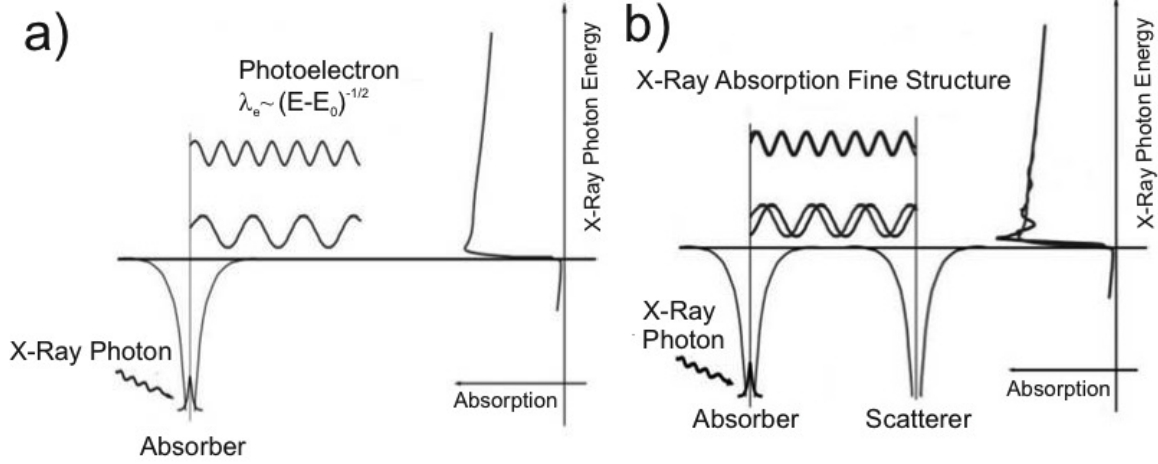 a)
Photoelectron
λe~ (E-E0)-1/2
X-Ray Photon Energy
X-Ray Photon
Absorption
Absorber
b)
X-Ray Absorption Fine Structure
X-Ray Photon Energy
X-Ray
Photon
Absorption
Absorber
Scatterer